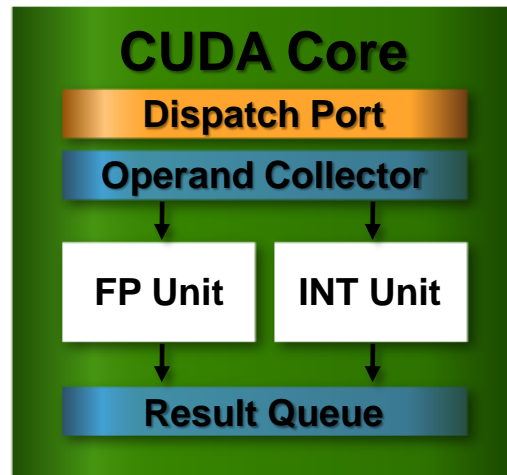 CUDA Core
Dispatch Port
Operand Collector
FP Unit
INT Unit
Result Queue